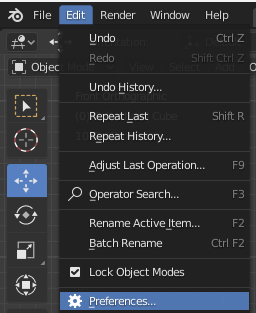 File Edit Render Window Help
Undo Ctrl Z
Redo Shift Ctrl Z
Object
Undo History...
Repeat Last Shift R
Repeat History...
Adjust Last Operation... F9
Operator Search... F3
Rename Active Item... F2
Batch Rename Ctrl F2
Lock Object Modes
Preferences...